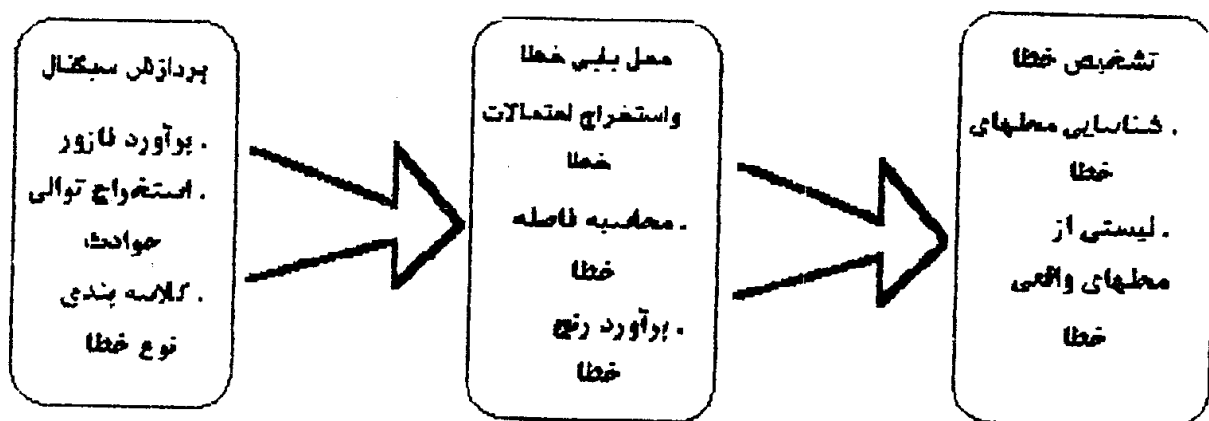 پردازش سیگنال
. برآورد فازور
. استخراج توالی
حوادث
. کلاسه بندی
نوع خطا
محل یابی خطا
واستخراج احتمالات
خطا
. محاسبه فاصله
خطا
. برآورد رنج
خطا
تشخیص خطا
. شناسایی محلهای
خطا
. لیستی از
محلهای واقعی
خطا